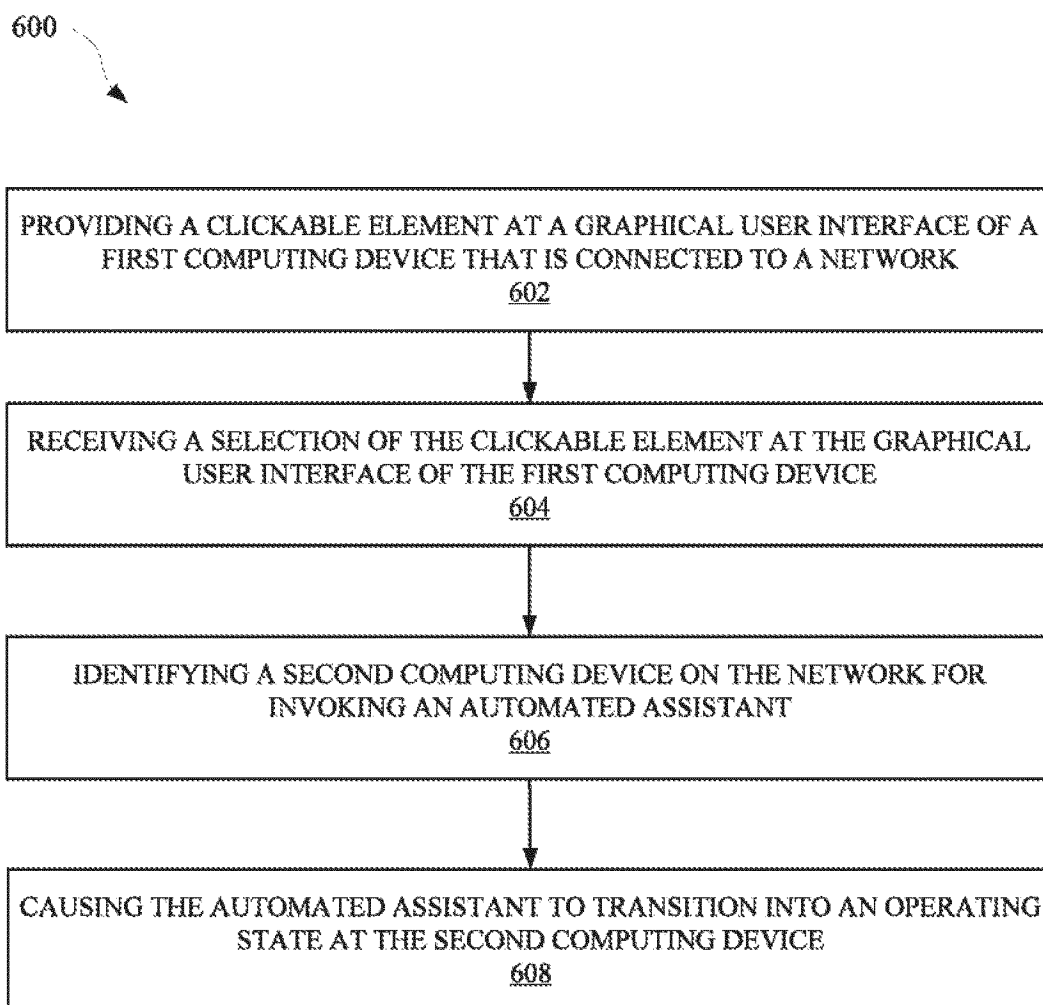 600
PROVIDING A CLICKABLE ELEMENT AT A GRAPHICAL USER INTERFACE OF A
FIRST COMPUTING DEVICE THAT IS CONNECTED TO A NETWORK
602
RECEIVING A SELECTION OF THE CLICKABLE ELEMENT AT THE GRAPHICAL
USER INTERFACE OF THE FIRST COMPUTING DEVICE
604
IDENTIFYING A SECOND COMPUTING DEVICE ON THE NETWORK FOR
INVOKING AN AUTOMATED ASSISTANT
606
CAUSING THE AUTOMATED ASSISTANT TO TRANSITION INTO AN OPERATING
STATE AT THE SECOND COMPUTING DEVICE
608